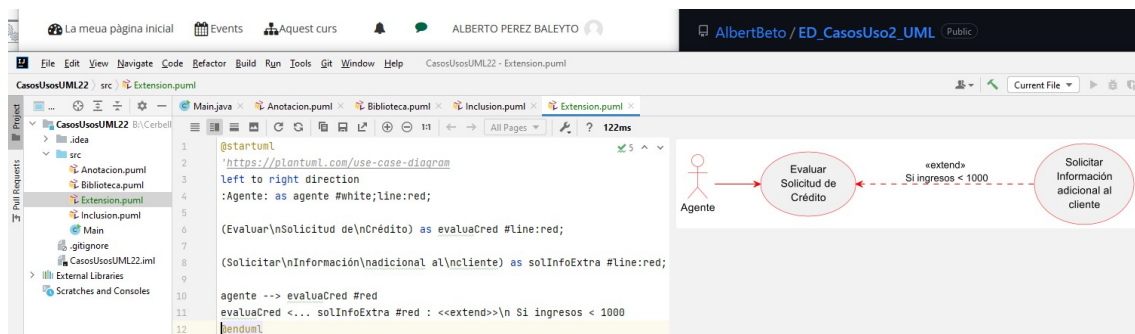 La meua pàgina inicial
Events
Aquest curs
ALBERTO PEREZ BALEYTO
AlbertBeto / ED_CasosUso2_UML Public
File Edit View Navigate Code Refactor Build Run Tools Git Window Help CasosUsosUML22 - Extension.puml
CasosUsosUML22 src Extension.puml
Current File
Project
Pull Requests
...
CasosUsosUML22 B:\Cerbell
.idea
src
Anotacion.puml
Biblioteca.puml
Extension.puml
Inclusion.puml
Main
.gitignore
CasosUsosUML22.iml
External Libraries
Scratches and Consoles
Main.java Anotacion.puml Biblioteca.puml Inclusion.puml Extension.puml
1:1 All Pages ? 122ms
5
1 @startuml
2 'https://plantuml.com/use-case-diagram
3 left to right direction
4 :Agente: as agente #white;line:red;
5
6 (Evaluar\nSolicitud de\nCrédito) as evaluaCred #line:red;
7
8 (Solicitar\nInformación\nadicional al\ncliente) as solInfoExtra #line:red;
9
10 agente --> evaluaCred #red
11 evaluaCred <... solInfoExtra #red : <<extend>>\n Si ingresos < 1000
12 @enduml
Agente
Evaluar
Solicitud de
Crédito
«extend»
Si ingresos < 1000
Solicitar
Información
adicional al
cliente